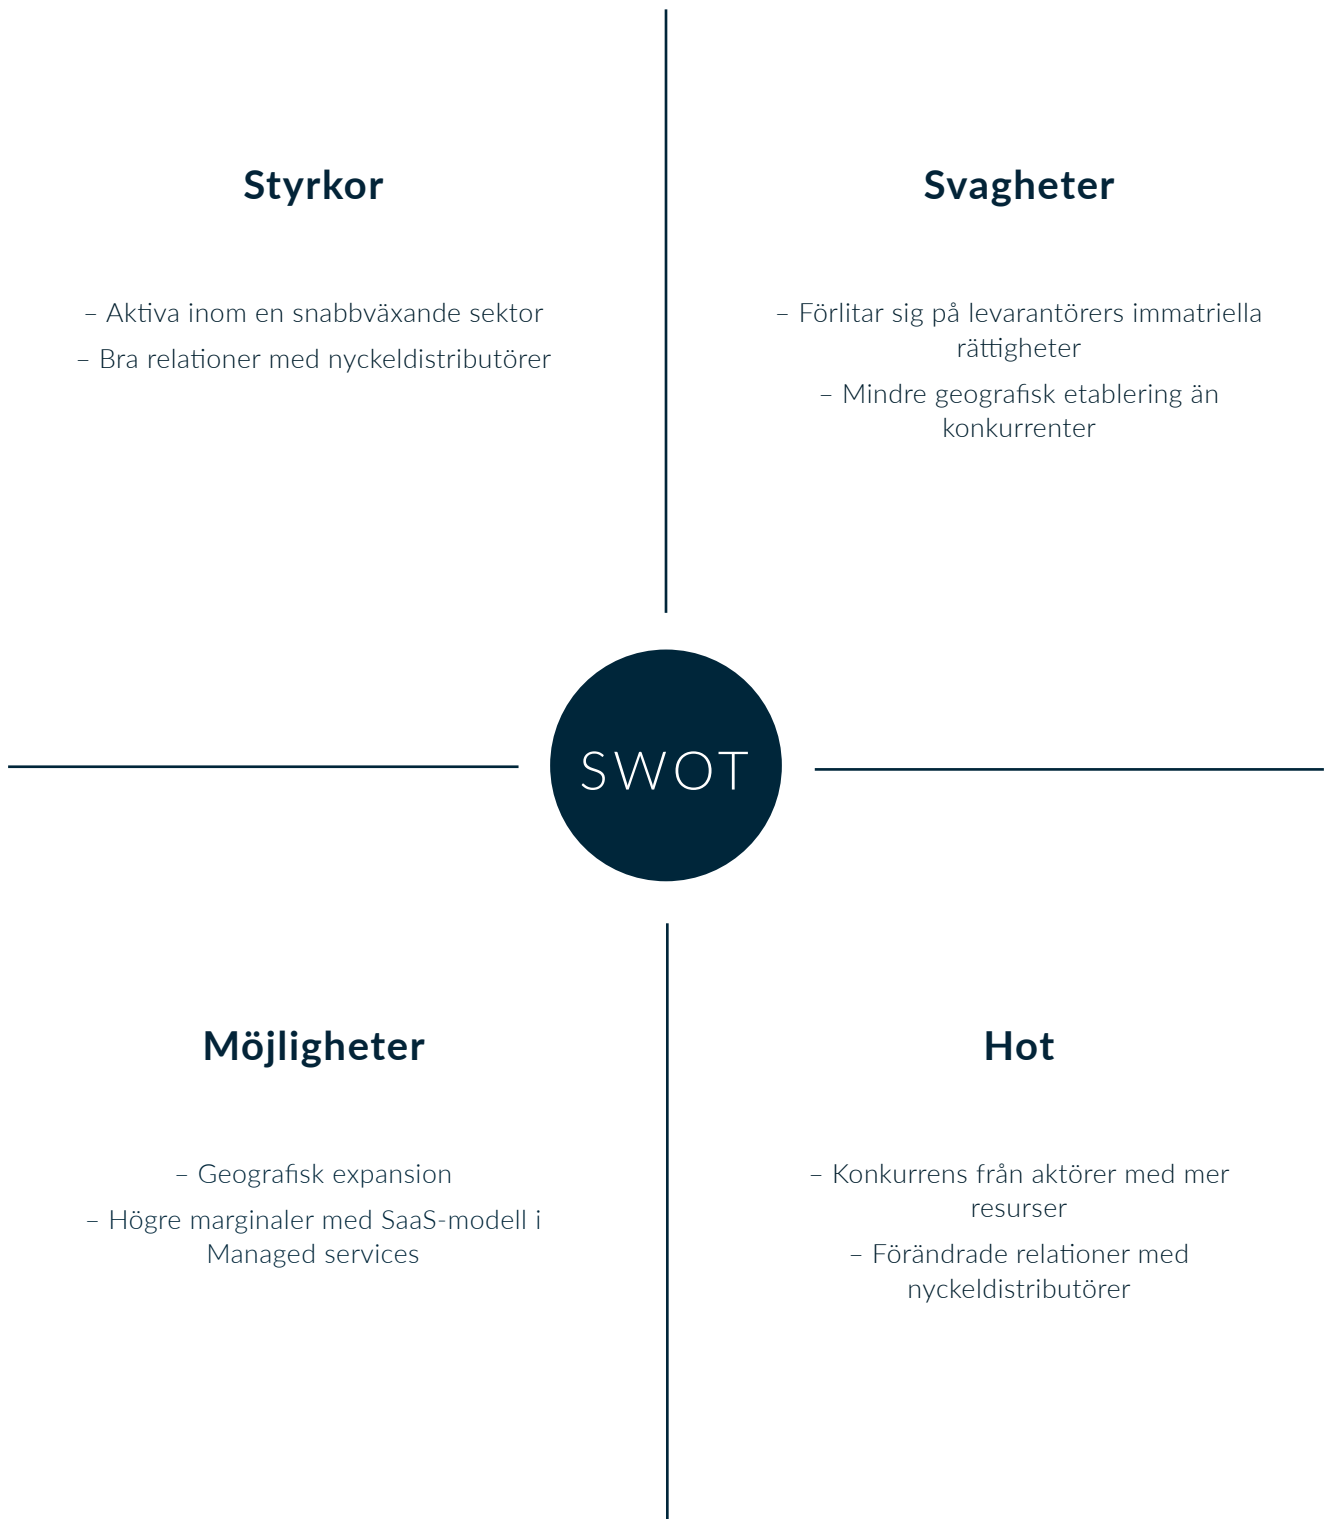 Styrkor
– Aktiva inom en snabbväxande sektor
– Bra relationer med nyckeldistributörer
Svagheter
– Förlitar sig på levarantörers immatriella
rättigheter
– Mindre geografisk etablering än
konkurrenter
SWOT
Möjligheter
– Geografisk expansion
– Högre marginaler med SaaS-modell i
Managed services
Hot
– Konkurrens från aktörer med mer
resurser
– Förändrade relationer med
nyckeldistributörer